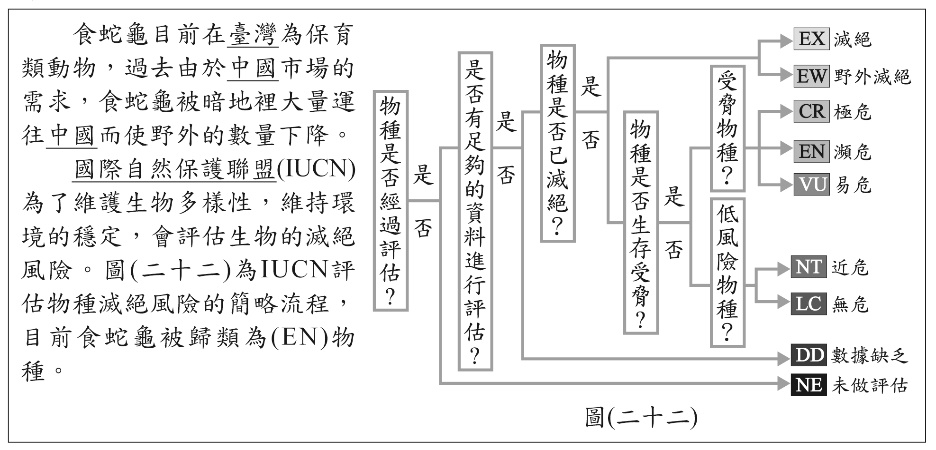 食蛇龜目前在臺灣為保育
類動物，過去由於中國市場的
需求，食蛇龜被暗地裡大量運
往中國而使野外的數量下降。
國際自然保護聯盟(IUCN)
為了維護生物多樣性，維持環
境的穩定，會評估生物的滅絕
風險。圖(二十二)為IUCN評
估物種滅絕風險的簡略流程，
目前食蛇龜被歸類為(EN)物
種。
物種是否經過評估？
是
否
是否有足夠的資料進行評估？
是
否
物種是否已滅絕？
是
否
物種是否生存受脅？
是
否
受脅物種？
低風險物種？
EX 滅絕
EW 野外滅絕
CR 極危
EN 瀕危
VU 易危
NT 近危
LC 無危
DD 數據缺乏
NE 未做評估
圖(二十二)